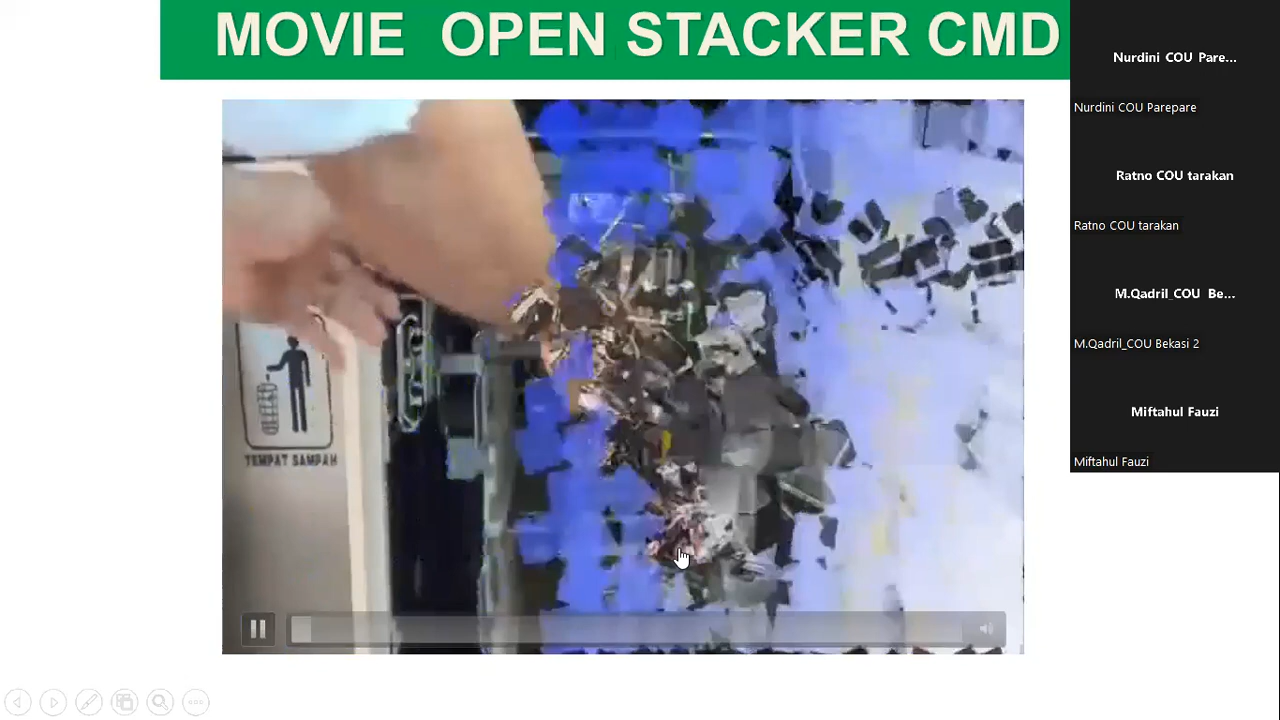 MOVIE OPEN STACKER CMD
TEMPAT SAMPAH
Nurdini COU Pare...
Nurdini COU Parepare
Ratno COU tarakan
Ratno COU tarakan
M.Qadril_COU Be...
M.Qadril_COU Bekasi 2
Miftahul Fauzi
Miftahul Fauzi